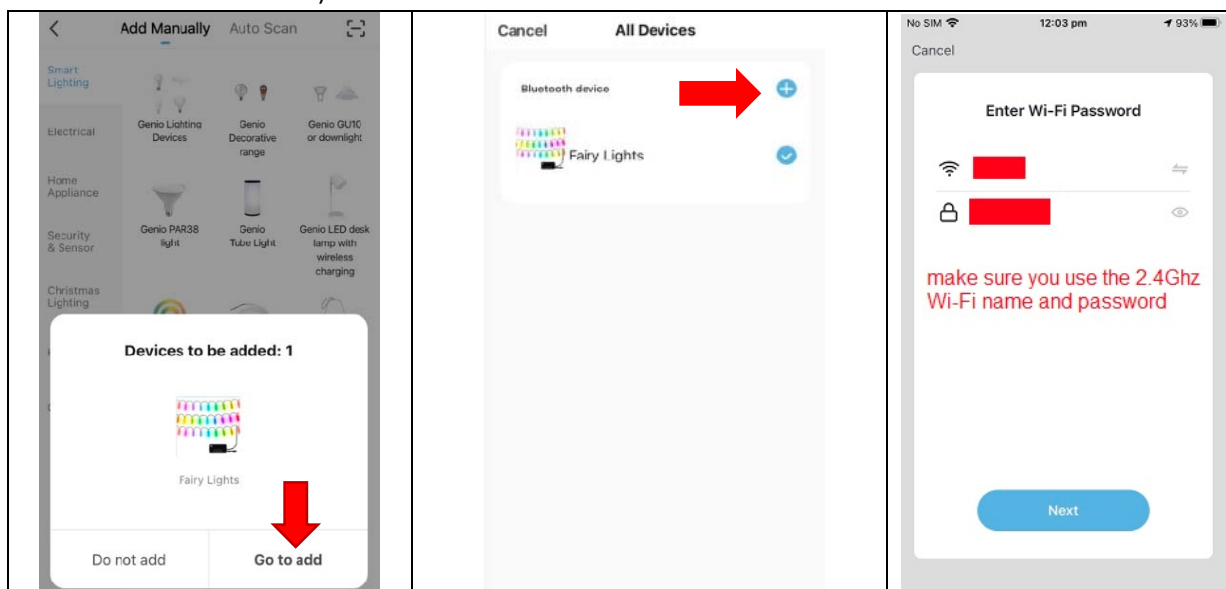 Add Manually Auto Scan
Smart
Lighting
Electrical
Home
Appliance
Security
& Sensor
Christmas
Lighting
Genio Lighting
Devices
Genio
Decorative
range
Genio GU10
or downlight
Genio PAR38
light
Genio
Tube Light
Genio LED desk
lamp with
wireless
charging
Devices to be added: 1
Fairy Lights
Do not add
Go to add
Cancel
All Devices
Bluetooth device
Fairy Lights
No SIM
12:03 pm
93%
Cancel
Enter Wi-Fi Password
make sure you use the 2.4Ghz
Wi-Fi name and password
Next